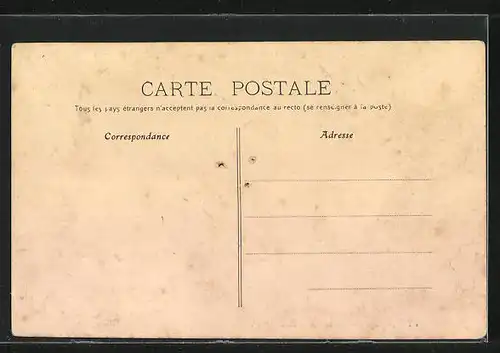 CARTE POSTALE
Tous les pays étrangers n'acceptent pas la correspondance au recto (se renseigner à la poste)
Correspondance
Adresse